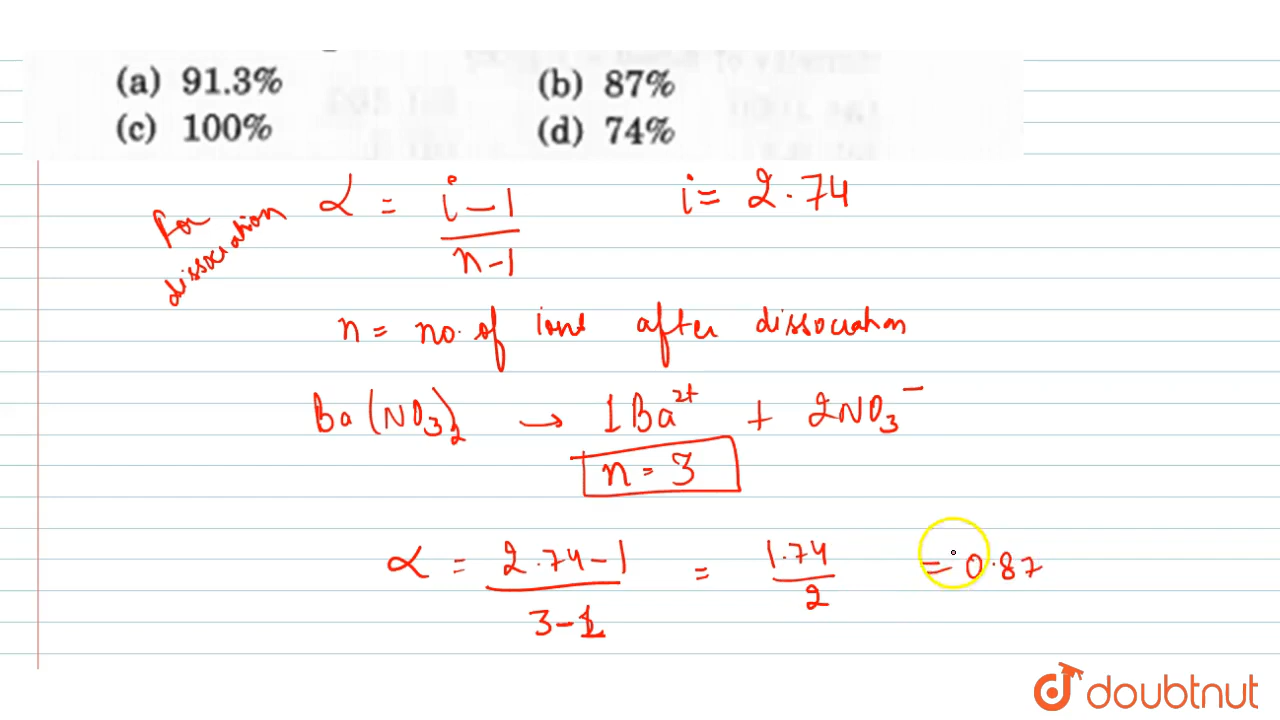 (a) 91.3% (b) 87%
(c) 100% (d) 74%
For dissociation α = i-1 / n-1 i = 2.74
n = no. of ions after dissociation
Ba(NO₃)₂ → 1Ba²⁺ + 2NO₃⁻
n = 3
α = 2.74-1 / 3-1 = 1.74 / 2 = 0.87
doubtnut